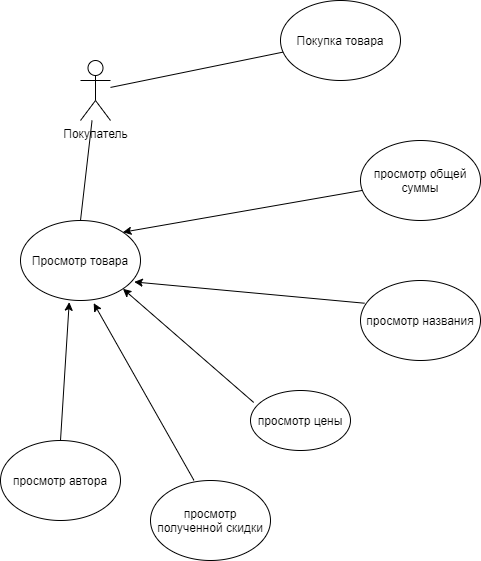 Покупка товара
Покупатель
просмотр общей
суммы
Просмотр товара
просмотр названия
просмотр цены
просмотр автора
просмотр
полученной скидки